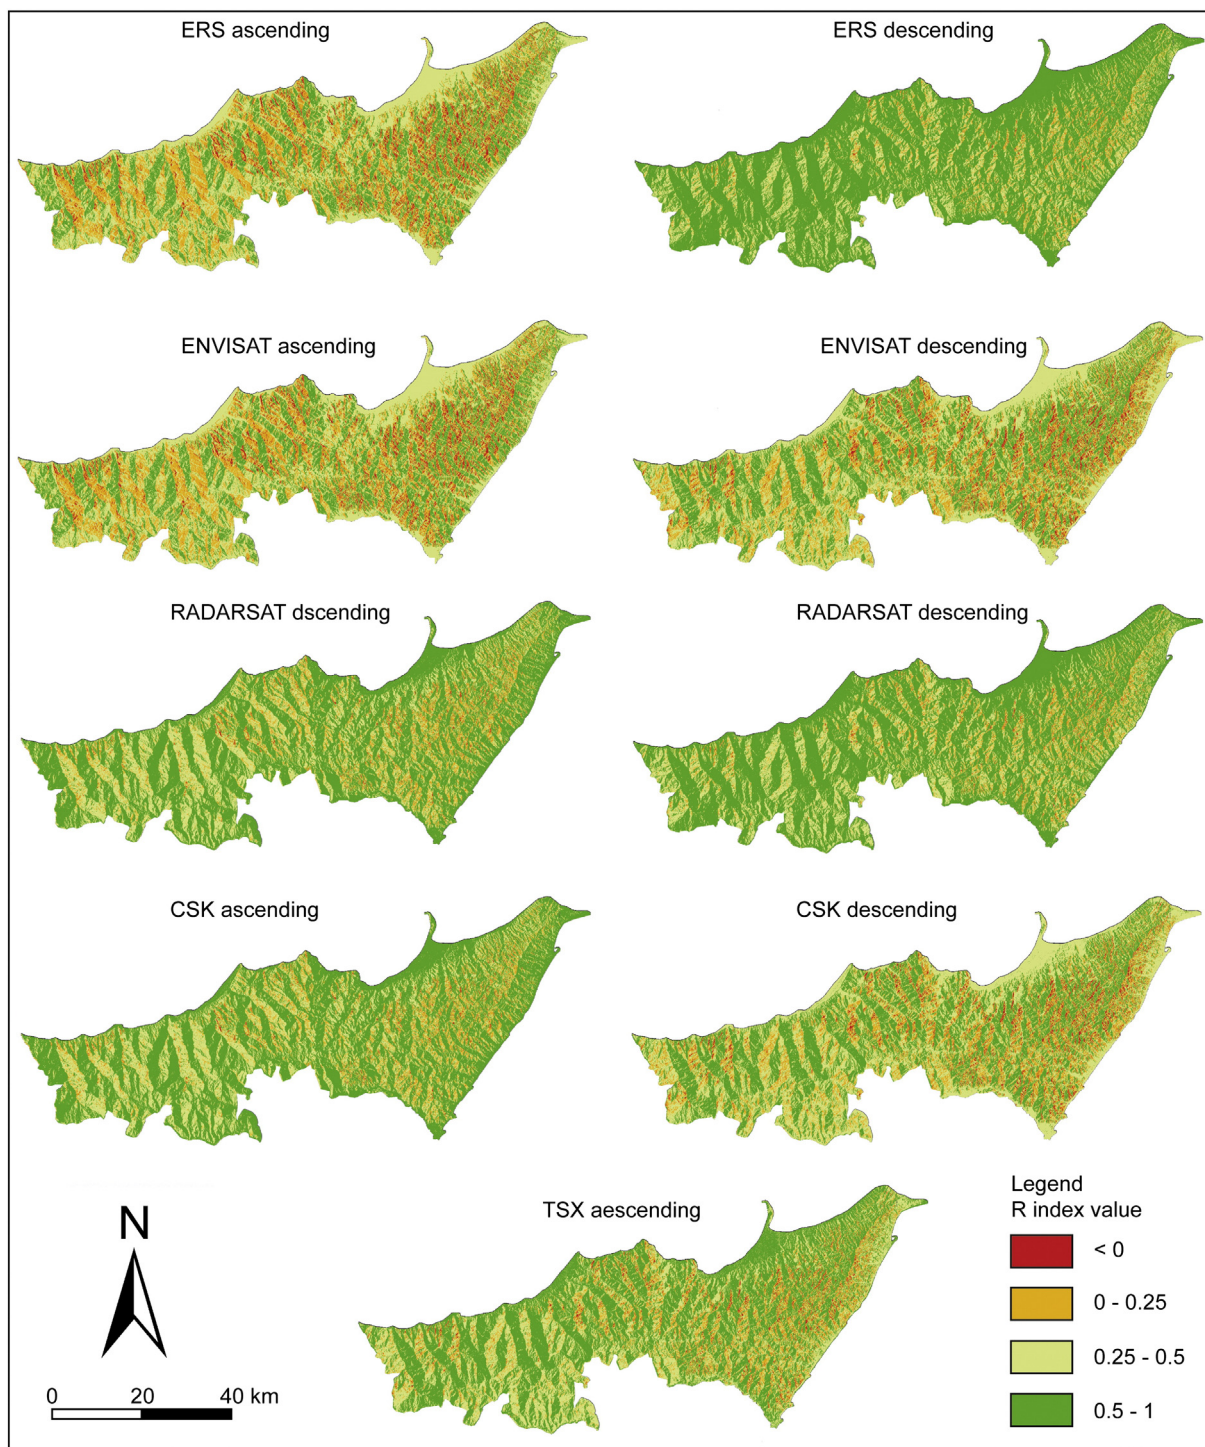 ERS ascending
ERS descending
ENVISAT ascending
ENVISAT descending
RADARSAT dscending
RADARSAT descending
CSK ascending
CSK descending
TSX aescending
N
0 20 40 km
Legend
R index value
< 0
0 - 0.25
0.25 - 0.5
0.5 - 1